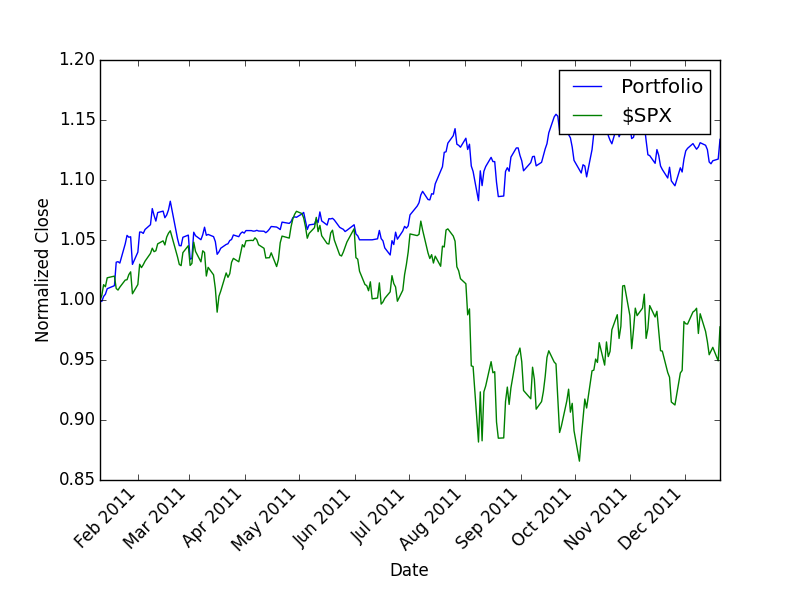 1.20
1.15
1.10
1.05
1.00
0.95
0.90
0.85
Normalized Close
Portfolio
$SPX
Feb 2011
Mar 2011
Apr 2011
May 2011
Jun 2011
Jul 2011
Aug 2011
Sep 2011
Oct 2011
Nov 2011
Dec 2011
Date